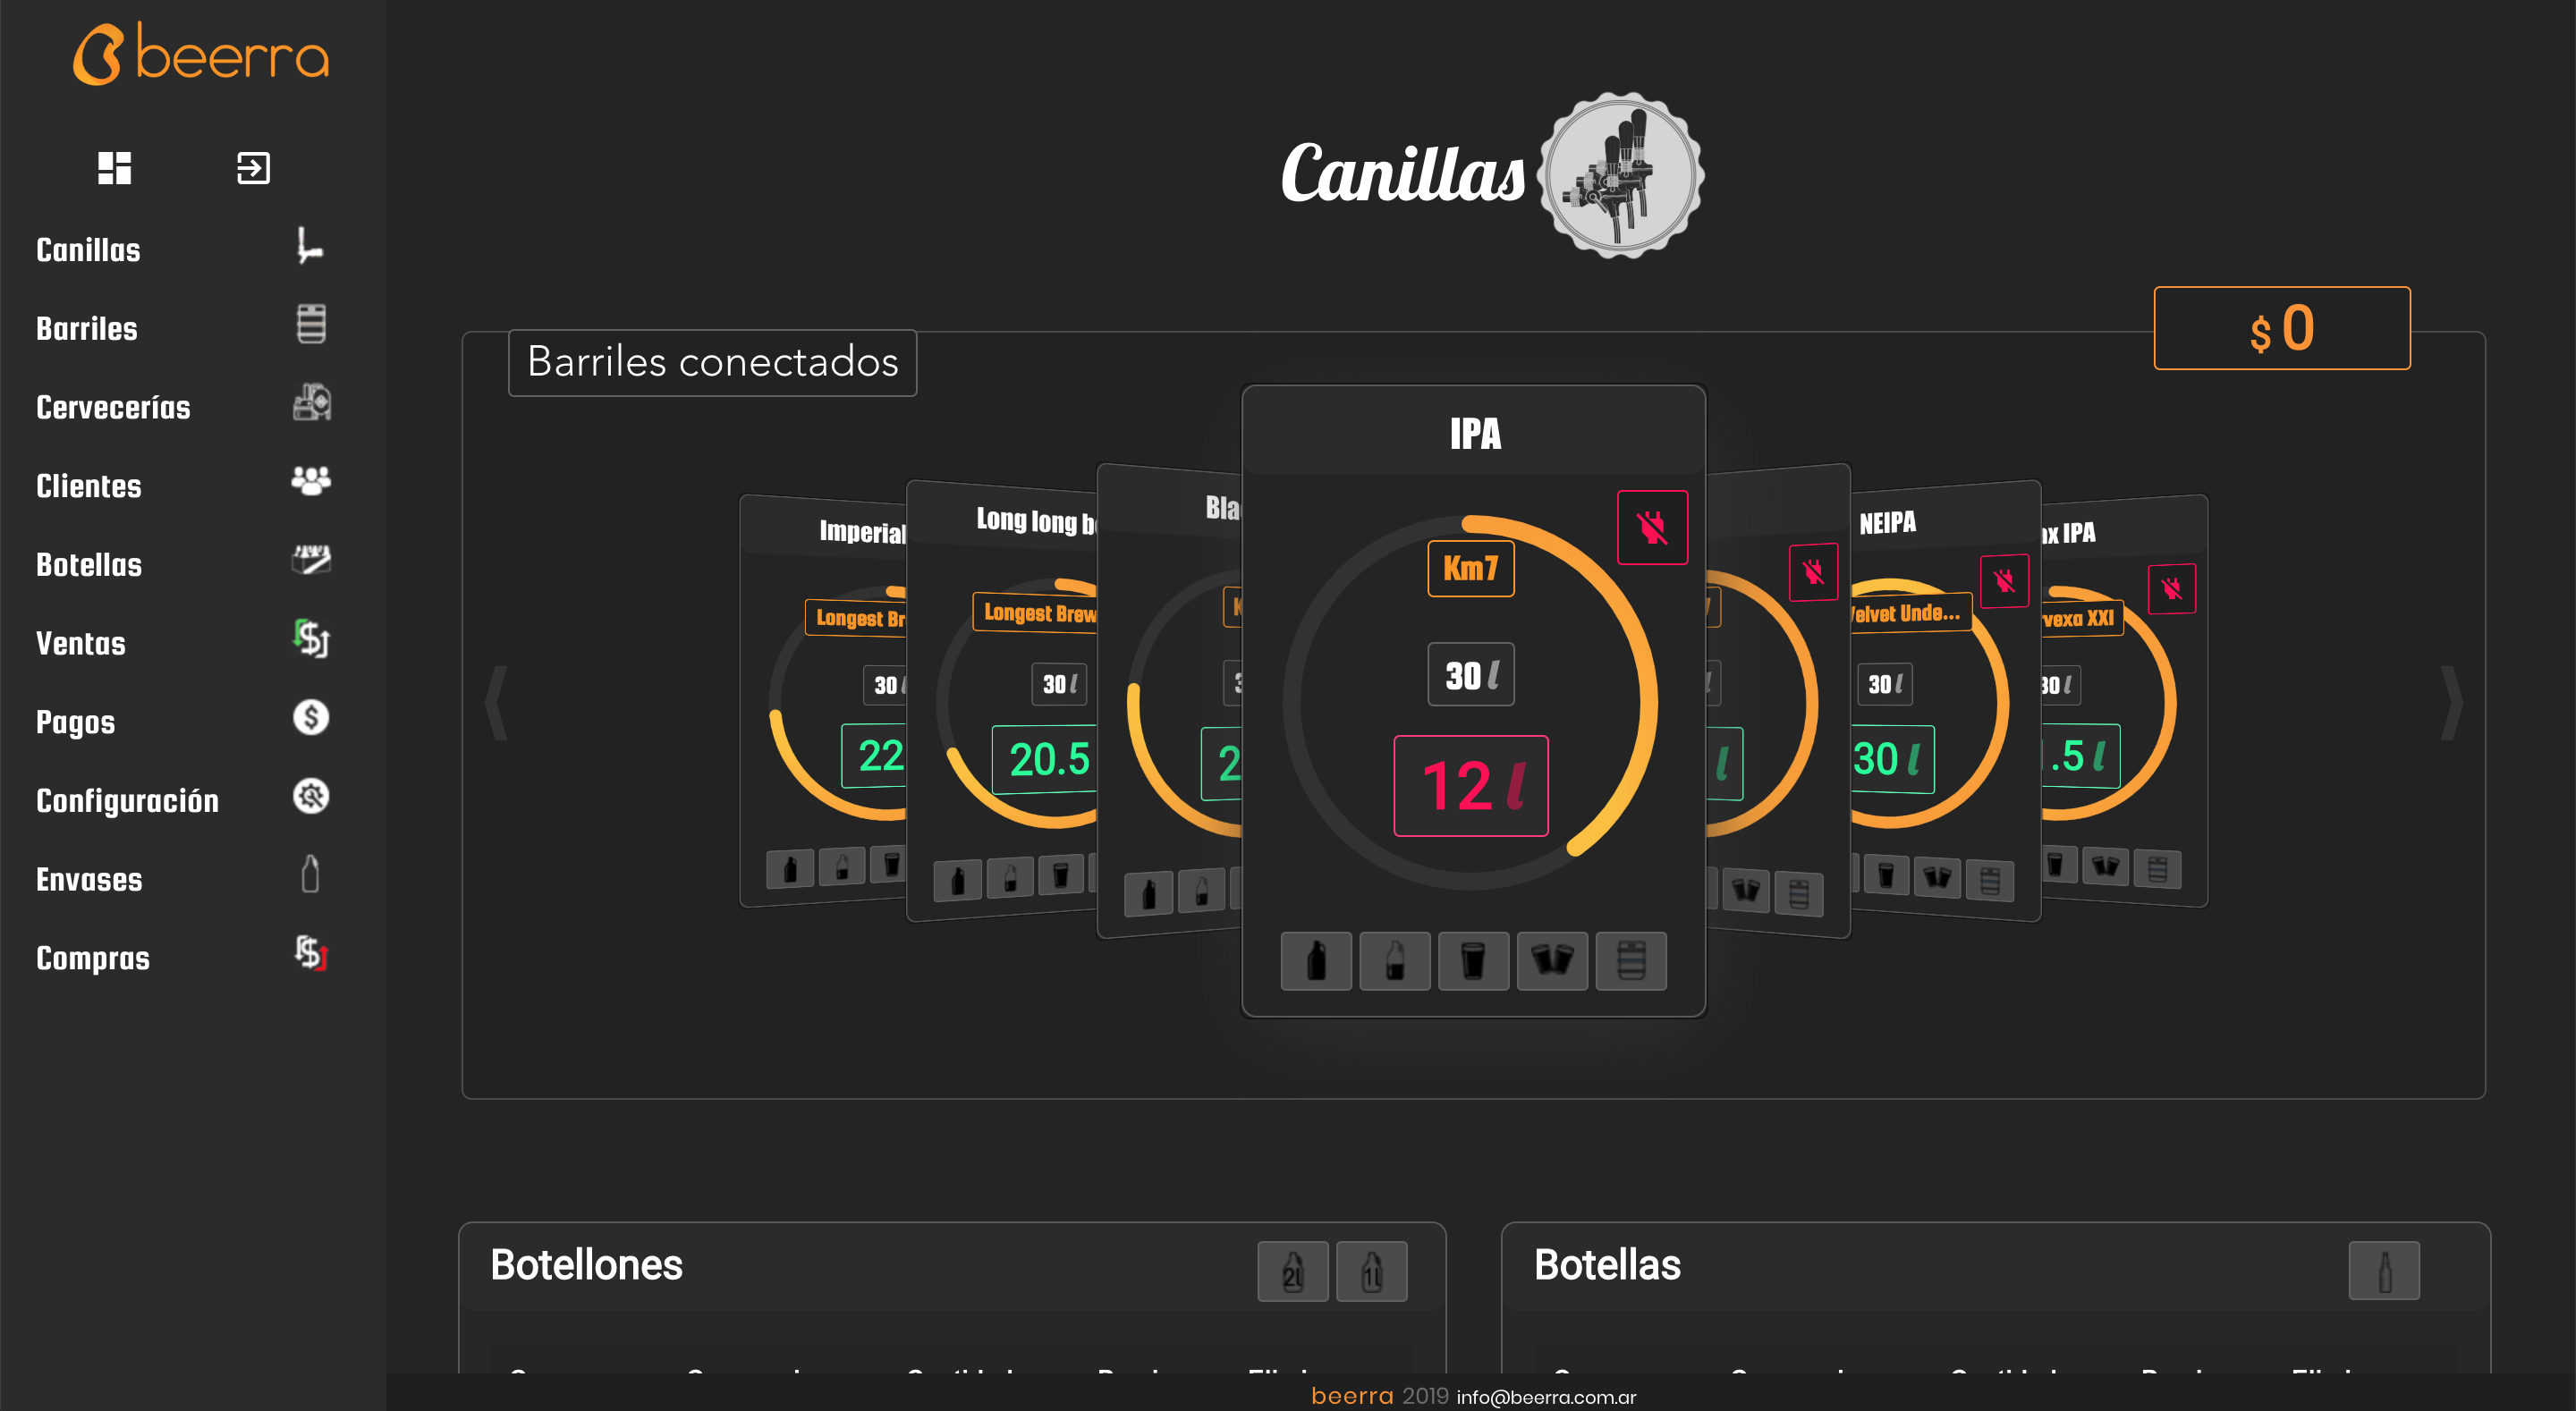 beerra
Canillas
Barriles
Cervecerías
Clientes
Botellas
Ventas
Pagos
Configuración
Envases
Compras
Canillas
$ 0
Barriles conectados
Imperial
Longest Br
30
22
Long long b
Longest Brew
30 l
20.5
Bla
K
2
IPA
Km7
30 l
12 l
l
NEIPA
Velvet Unde...
30 l
30 l
x IPA
vexa XXI
30 l
.5 l
Botellones
2l
1l
Botellas
beerra 2019 info@beerra.com.ar